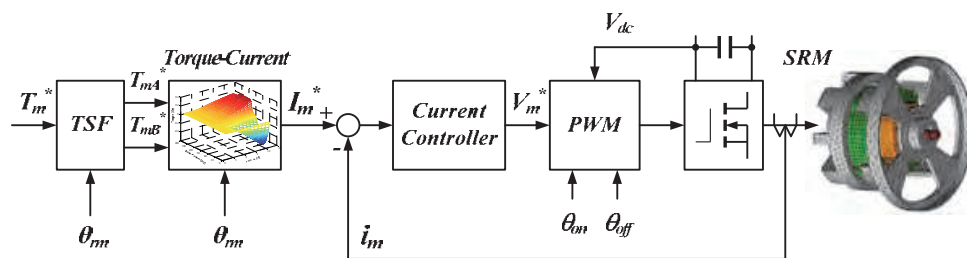 V_dc
SRM
Torque-Current
T_m^*
TSF
T_mA^*
T_mB^*
I_m^*
+
-
Current
Controller
V_m^*
PWM
θ_rm
θ_rm
i_m
θ_on
θ_off